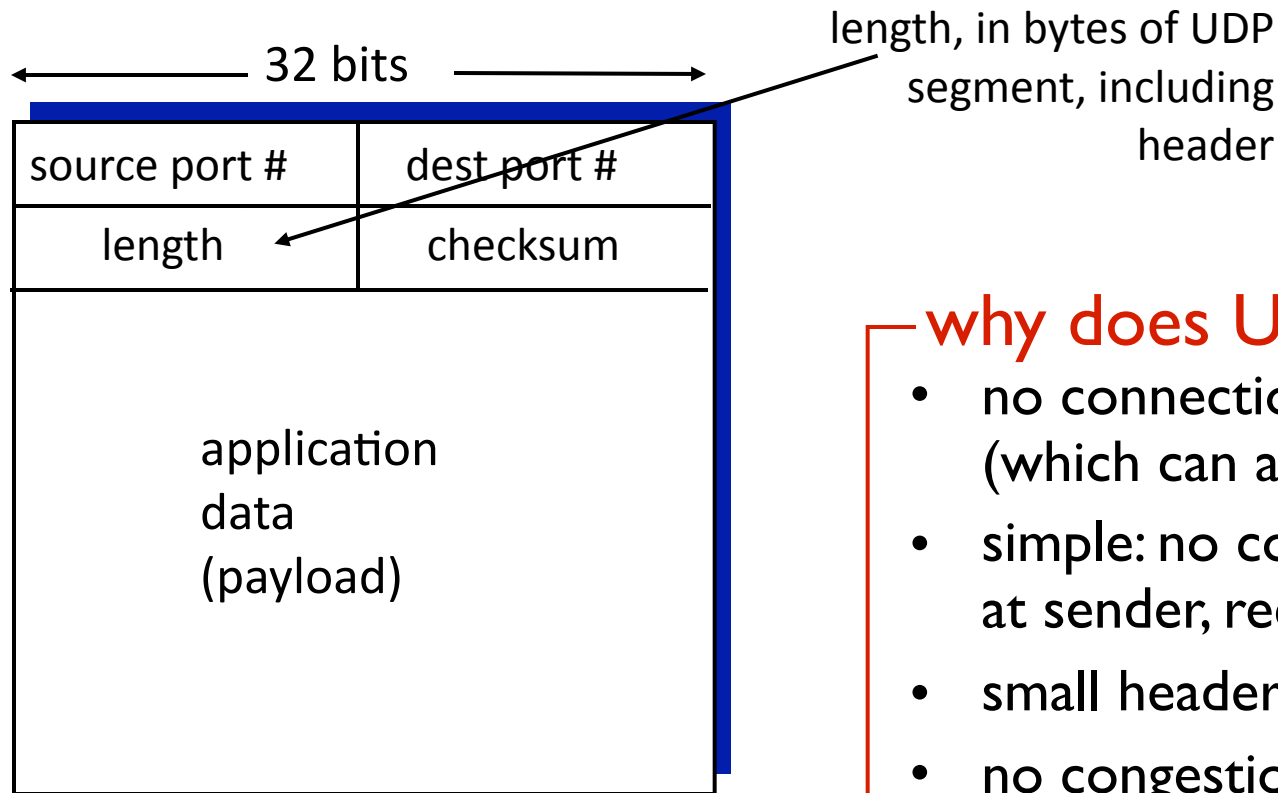 length, in bytes of UDP
segment, including
header
32 bits
source port # dest port #
length checksum
application
data
(payload)
why does U
• no connectio
(which can a
• simple: no co
at sender, rec
• small header
• no congestio